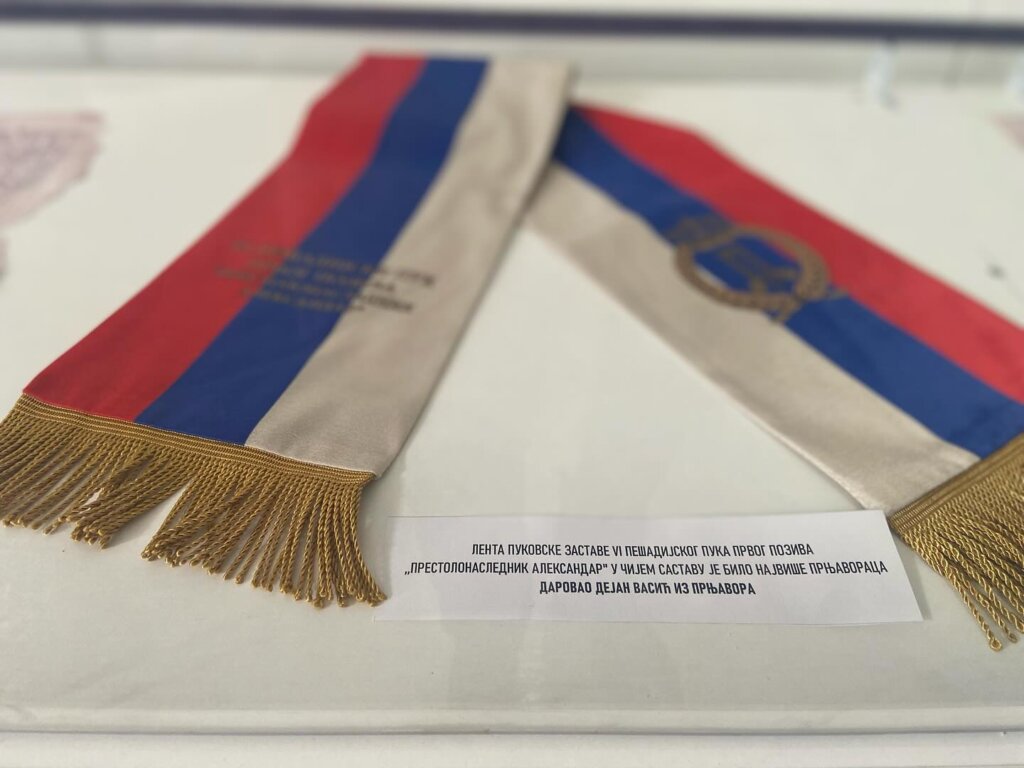 ЛЕНТА ПУКОВСКЕ ЗАСТАВЕ VI ПЕШАДИЈСКОГ ПУКА ПРВОГ ПОЗИВА
„ПРЕСТОЛОНАСЛЕДНИК АЛЕКСАНДАР" У ЧИЈЕМ САСТАВУ ЈЕ БИЛО НАЈВИШЕ ПРЊАВОРАЦА
ДАРОВАО ДЕЈАН ВАСИЋ ИЗ ПРЊАВОРА